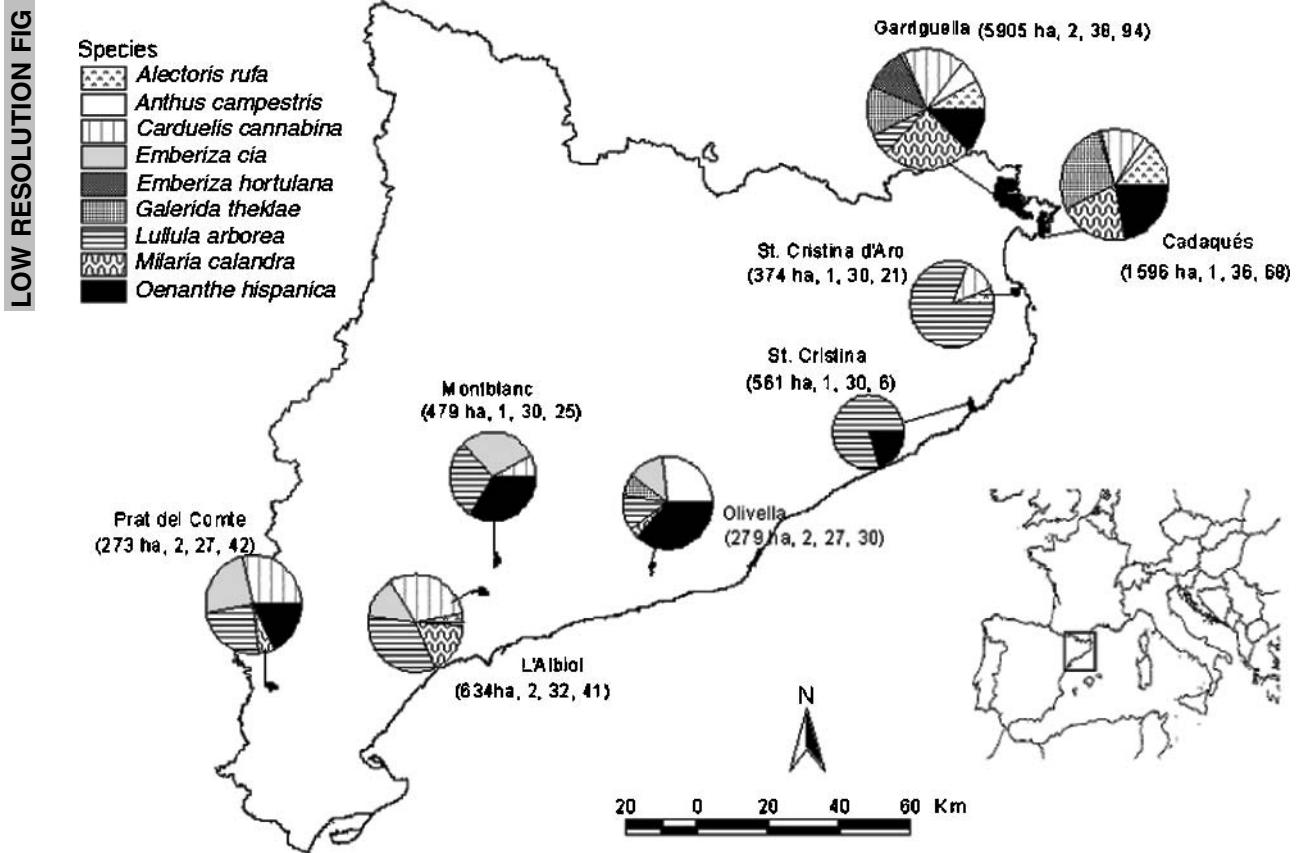 LOW RESOLUTION FIG
Species
Alectoris rufa
Anthus campestris
Carduelis cannabina
Emberiza cia
Emberiza hortulana
Galerida theklae
Lullula arborea
Milaria calandra
Oenanthe hispanica
Garriguella (5905 ha, 2, 38, 94)
Cadaqués
(1596 ha, 1, 36, 68)
St. Cristina d'Aro
(374 ha, 1, 30, 21)
St. Cristina
(561 ha, 1, 30, 6)
Montblanc
(479 ha, 1, 30, 25)
Olivella
(279 ha, 2, 27, 30)
Prat del Comte
(273 ha, 2, 27, 42)
L'Albiol
(634ha, 2, 32, 41)
N
20 0 20 40 60 Km